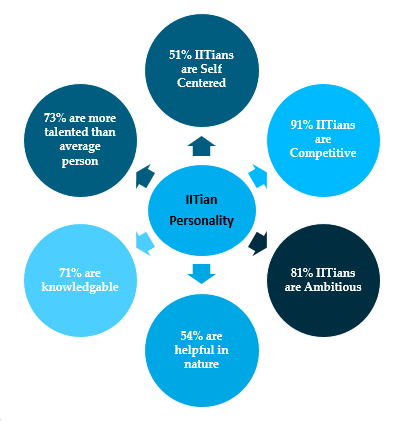 51% IITians
are Self
Centered
73% are more
talented than
average
person
91% IITians
are
Competitive
IITian
Personality
71% are
knowledgable
81% IITians
are Ambitious
54% are
helpful in
nature